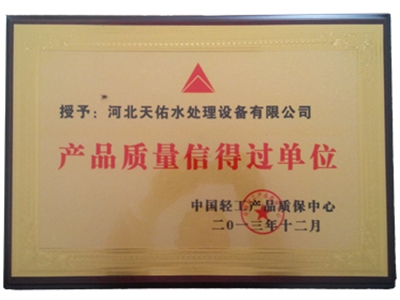 授予：河北天佑水处理设备有限公司
产品质量信得过单位
中国轻工产品质保中心
二〇一三年十二月